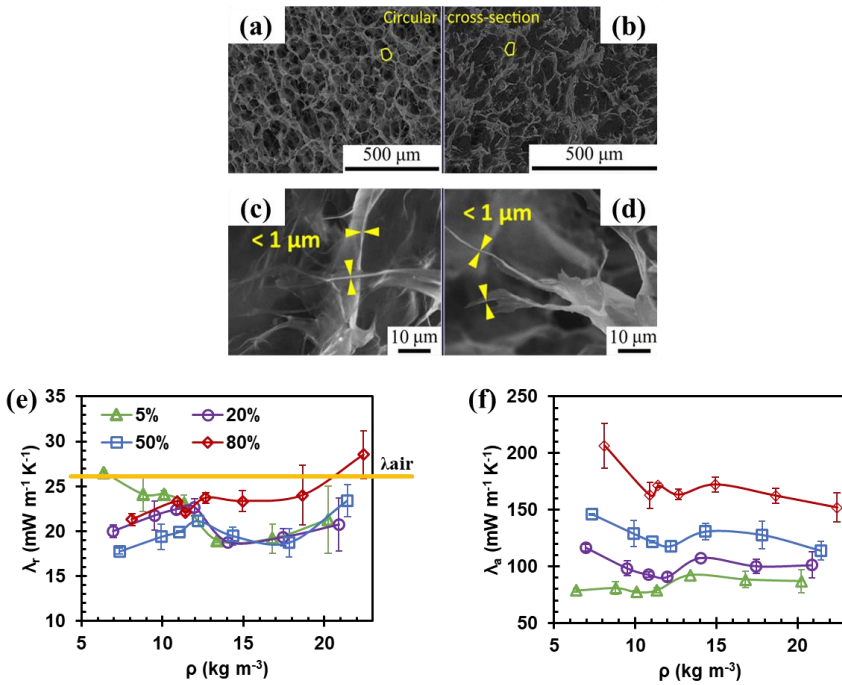 (a)
Circular cross-section
(b)
500 μm
500 μm
(c)
< 1 μm
10 μm
< 1 μm
(d)
10 μm
(e)
35
30
25
20
15
10
5
10
15
20
λr (mW m-1 K-1)
ρ (kg m-3)
5%
20%
50%
80%
λair
(f)
250
200
150
100
50
5
10
15
20
λa (mW m-1 K-1)
ρ (kg m-3)